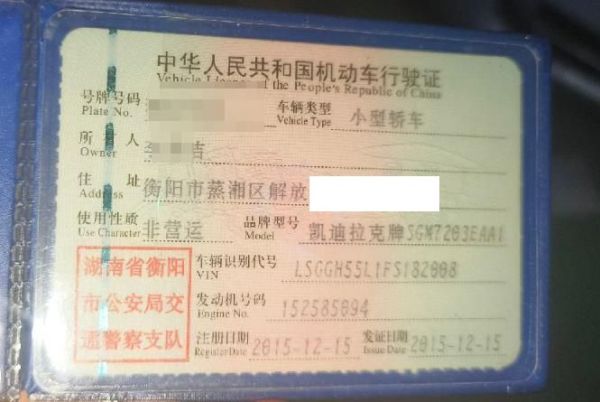 中华人民共和国机动车行驶证
Vehicle License of the People's Republic of China
号牌号码 Plate No. 车辆类型 Vehicle Type 小型轿车
所有人 Owner
住址 Address 衡阳市蒸湘区解放
使用性质 Use Character 非营运 品牌型号 Model 凯迪拉克牌SGM7203EAA1
湖南省衡阳
市公安局交
通警察支队
车辆识别代号 VIN LSGGH55L1FS182008
发动机号码 Engine No. 152585094
注册日期 Register Date 2015-12-15 发证日期 Issue Date 2015-12-15